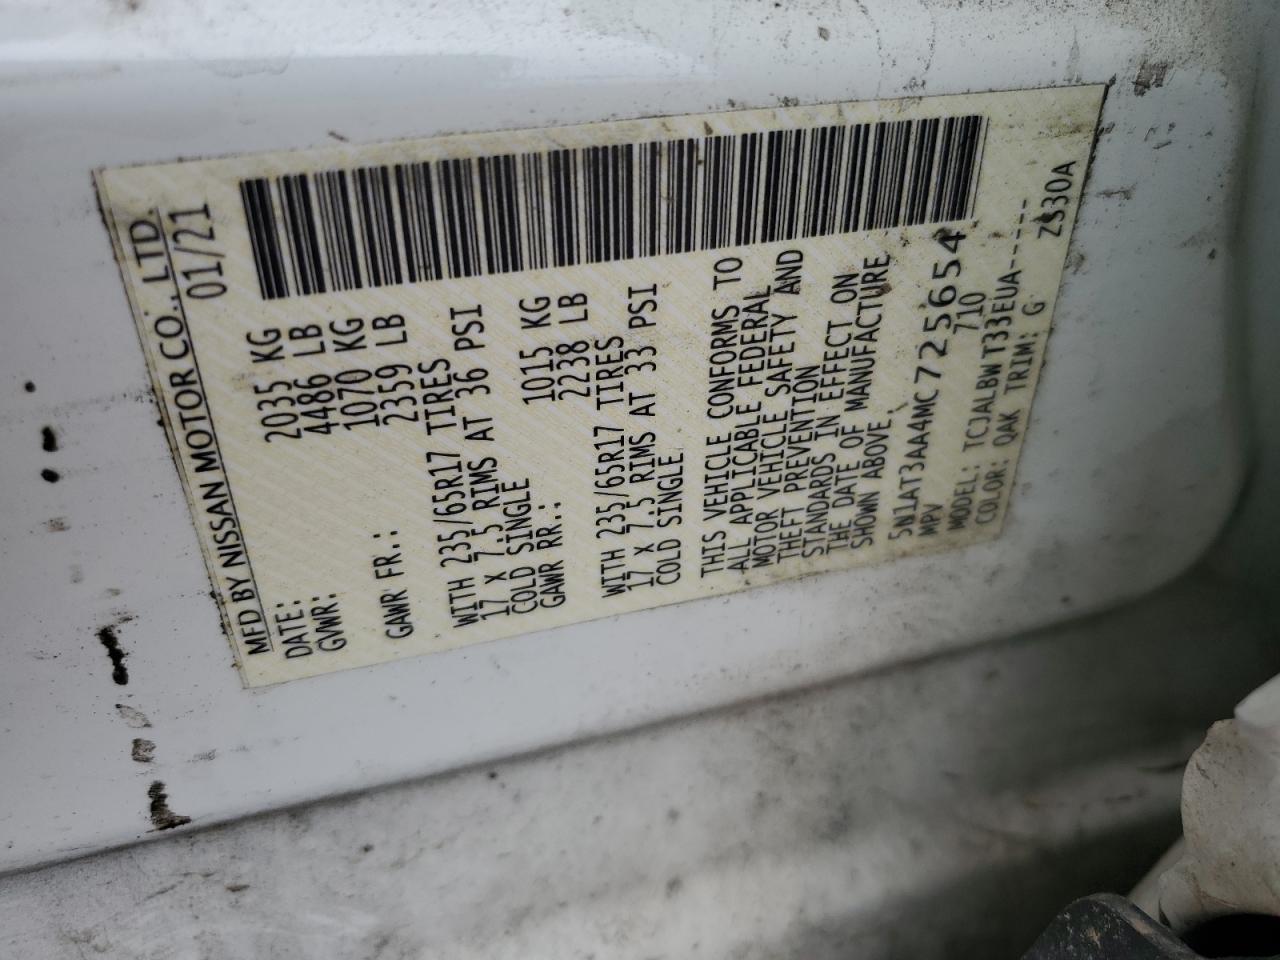 MFD BY NISSAN MOTOR CO., LTD.
DATE: 01/21
GVWR: 2035 KG
4486 LB
GAWR FR.: 1070 KG
2359 LB
WITH 235/65R17 TIRES
17 X 7.5 RIMS AT 36 PSI
COLD SINGLE
GAWR RR.: 1015 KG
2238 LB
WITH 235/65R17 TIRES
17 X 7.5 RIMS AT 33 PSI
COLD SINGLE
THIS VEHICLE CONFORMS TO
ALL APPLICABLE FEDERAL
MOTOR VEHICLE SAFETY AND
THEFT PREVENTION
STANDARDS IN EFFECT ON
THE DATE OF MANUFACTURE
SHOWN ABOVE.
5N1AT3AA4MC725654
MPV 710
MODEL: TCJALBWT33EUA-----
COLOR: QAK TRIM: G ZS30A